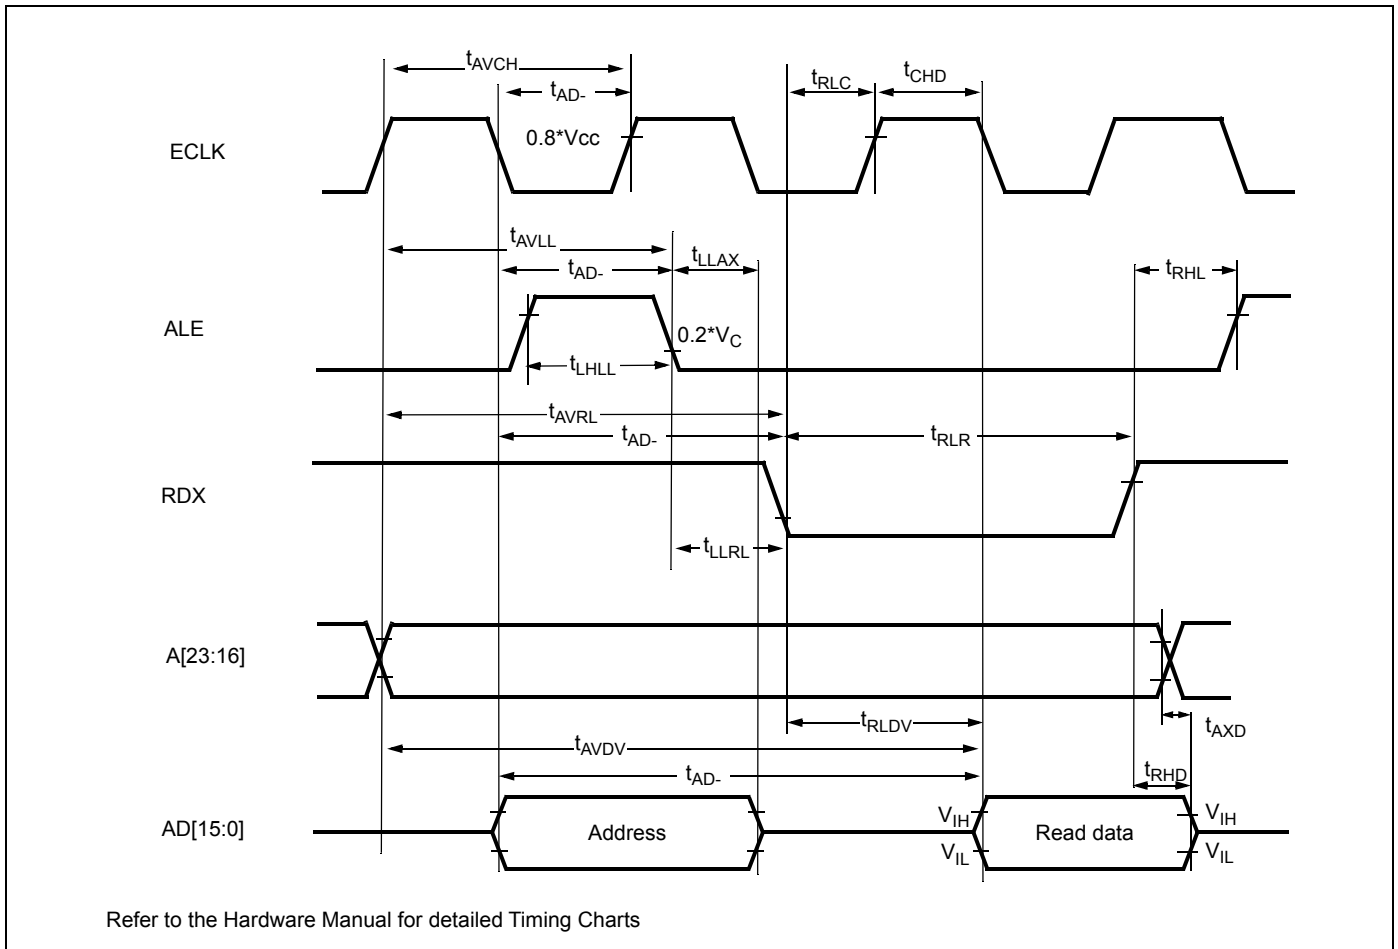 tAVCH
tAD-
tRLC
tCHD
ECLK
0.8*Vcc
tAVLL
tAD-
tLLAX
tRHL
ALE
0.2*VC
tLHLL
tAVRL
tAD-
tRLR
RDX
tLLRL
A[23:16]
tRLDV
tAXD
tAVDV
tAD-
tRHD
AD[15:0]
Address
VIH
VIL
Read data
VIH
VIL
Refer to the Hardware Manual for detailed Timing Charts